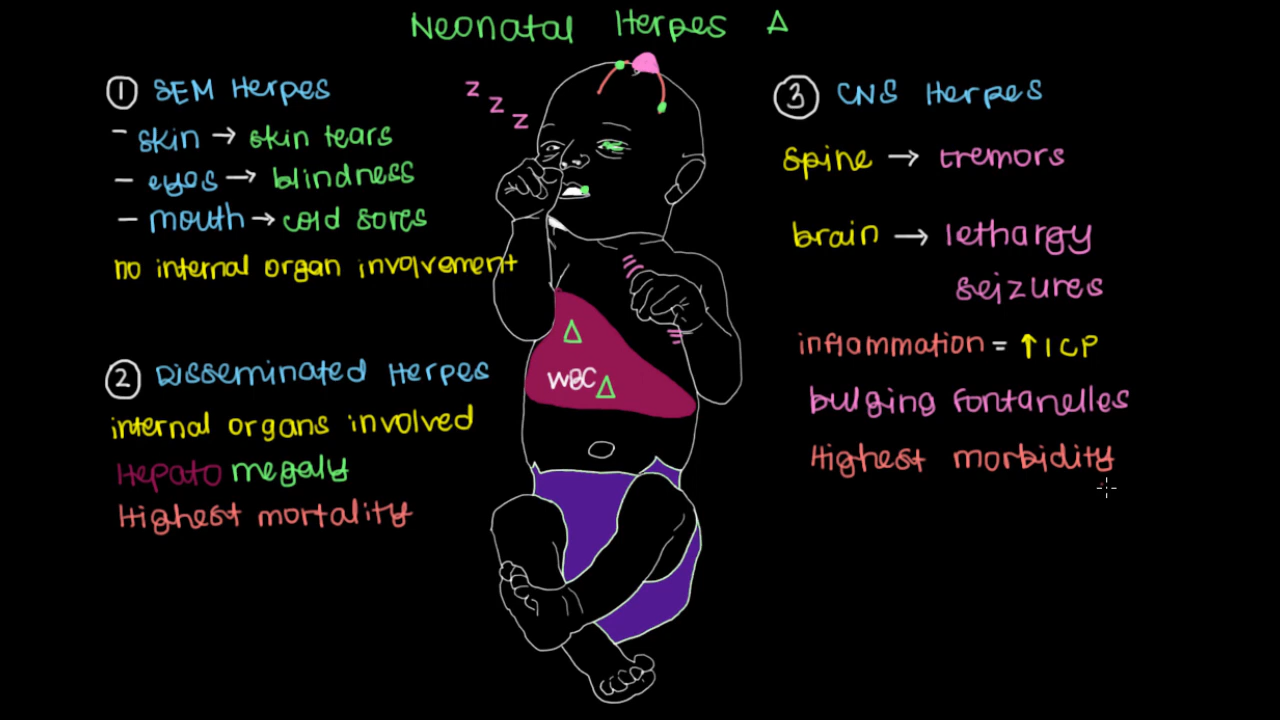 Neonatal Herpes Δ
① SEM Herpes
- skin → skin tears
- eyes → blindness
- mouth → cold sores
no internal organ involvement
② Disseminated Herpes
internal organs involved
Hepatomegaly
Highest mortality
z
z
z
Δ
WBC Δ
③ CNS Herpes
spine → tremors
brain → lethargy
seizures
inflammation = ↑ICP
bulging fontanelles
Highest morbidity